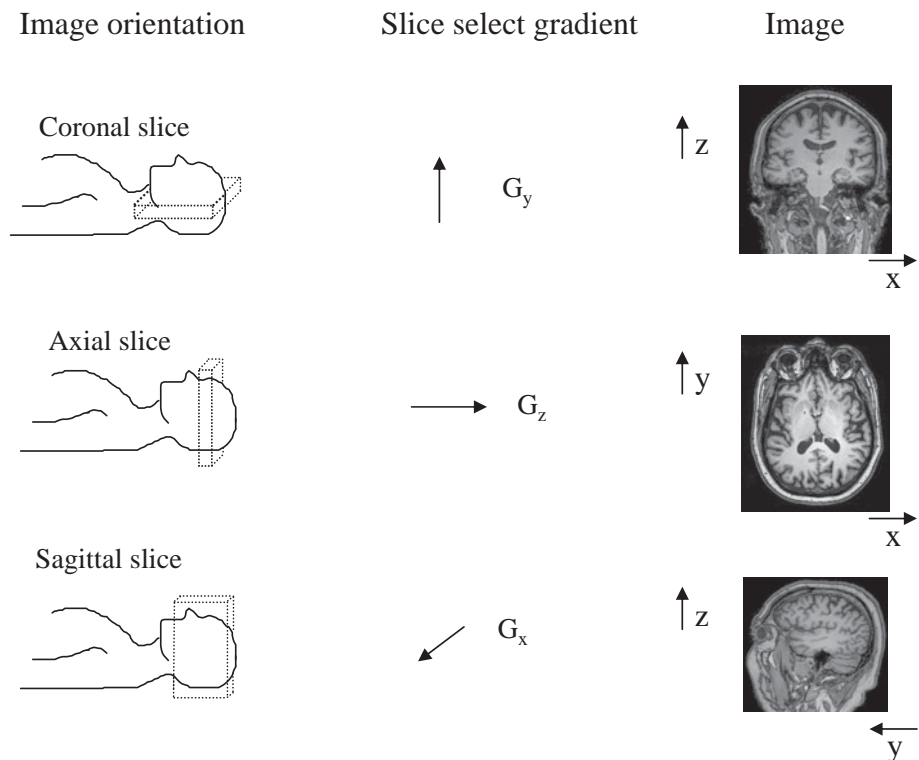 Image orientation Slice select gradient Image
Coronal slice
z
G_y
x
Axial slice
y
G_z
x
Sagittal slice
z
G_x
y